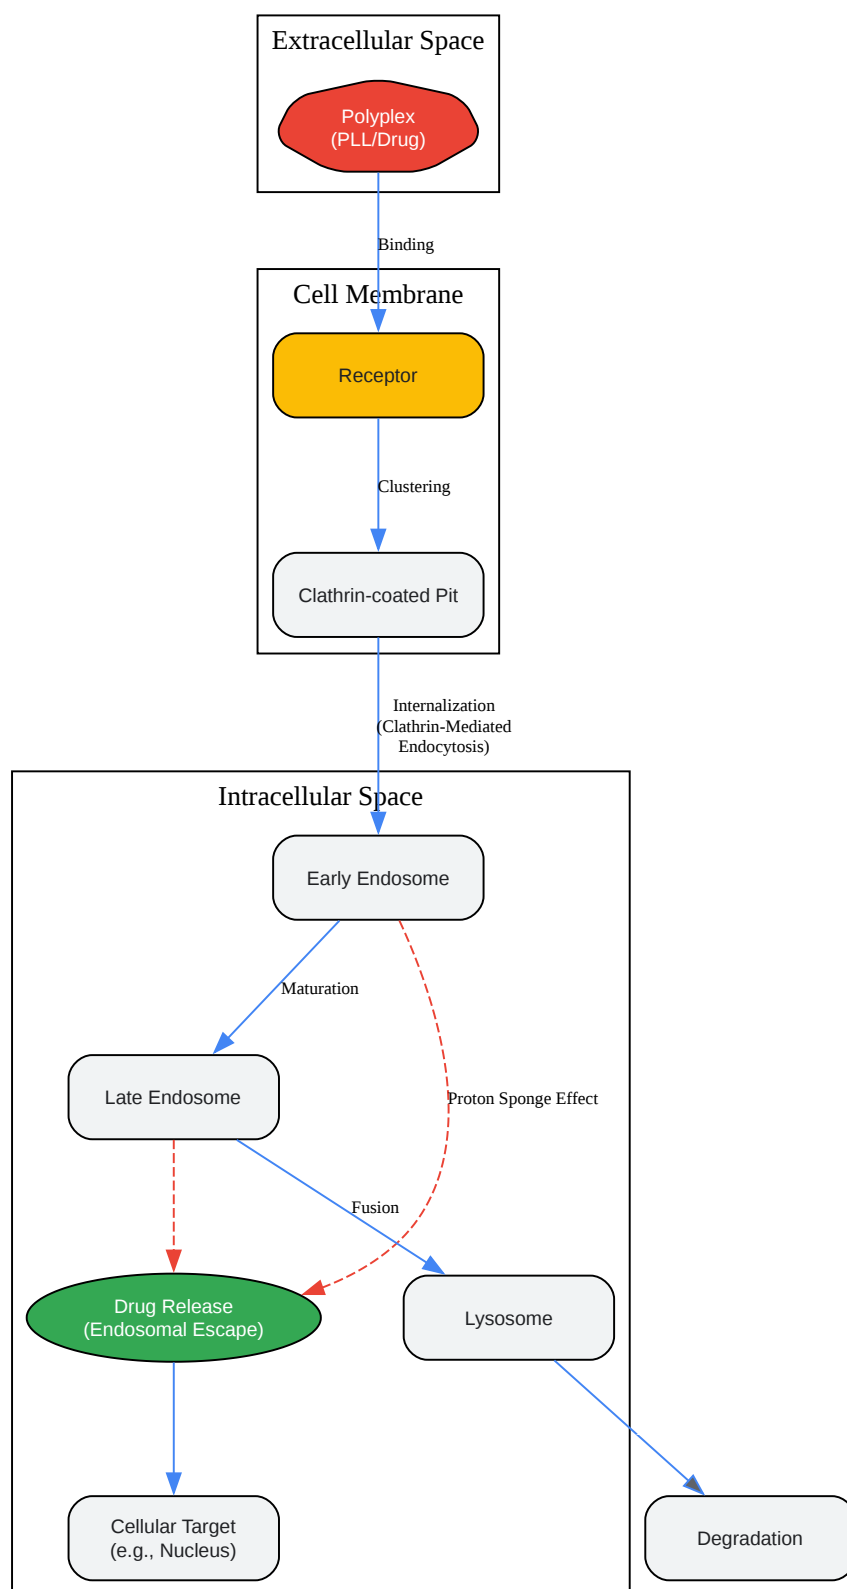 Extracellular Space
Polyplex
(PLL/Drug)
Binding
Cell Membrane
Receptor
Clustering
Clathrin-coated Pit
Internalization
(Clathrin-Mediated
Endocytosis)
Intracellular Space
Early Endosome
Maturation
Late Endosome
Proton Sponge Effect
Fusion
Drug Release
(Endosomal Escape)
Lysosome
Cellular Target
(e.g., Nucleus)
Degradation